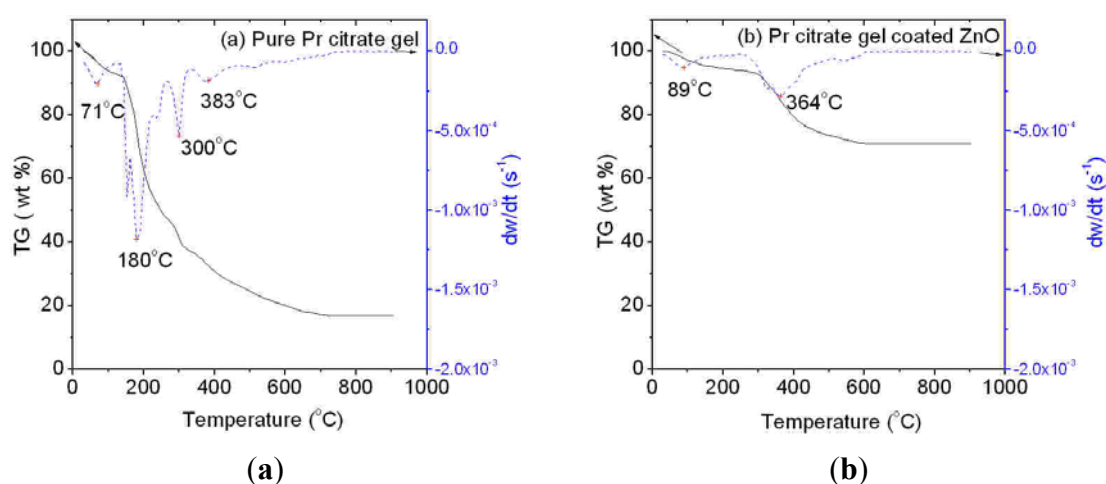 (a) Pure Pr citrate gel
100
80
60
40
20
0
TG ( wt %)
0.0
-5.0x10⁻⁴
-1.0x10⁻³
-1.5x10⁻³
-2.0x10⁻³
dw/dt (s⁻¹)
71°C
383°C
300°C
180°C
0 200 400 600 800 1000
Temperature (°C)
(a)
(b) Pr citrate gel coated ZnO
100
80
60
40
20
0
TG (wt %)
0.0
-5.0x10⁻⁴
-1.0x10⁻³
-1.5x10⁻³
-2.0x10⁻³
dw/dt (s⁻¹)
89°C
364°C
0 200 400 600 800 1000
Temperature (°C)
(b)